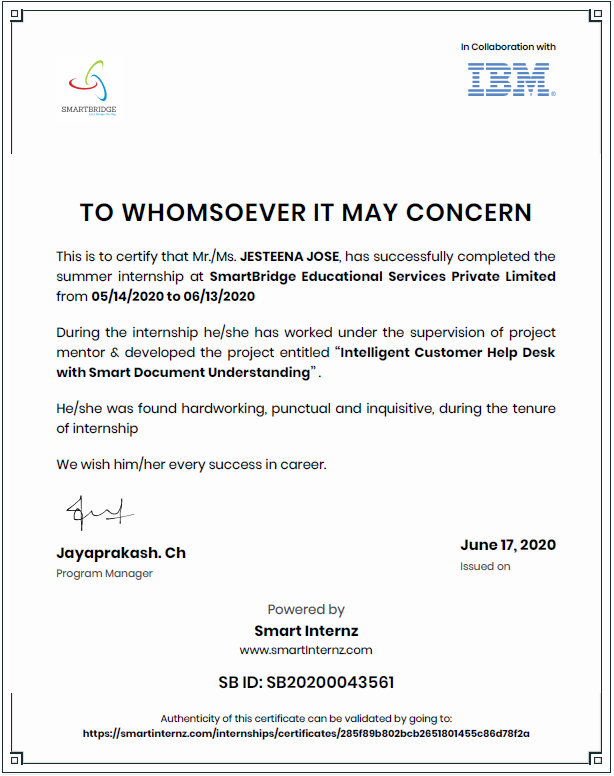 In Collaboration with
IBM®
SMARTBRIDGE
TO WHOMSOEVER IT MAY CONCERN
This is to certify that Mr./Ms. JESTEENA JOSE, has successfully completed the
summer internship at SmartBridge Educational Services Private Limited
from 05/14/2020 to 06/13/2020
During the internship he/she has worked under the supervision of project
mentor & developed the project entitled “Intelligent Customer Help Desk
with Smart Document Understanding” .
He/she was found hardworking, punctual and inquisitive, during the tenure
of internship
We wish him/her every success in career.
Jayaprakash. Ch
Program Manager
June 17, 2020
Issued on
Powered by
Smart Internz
www.smartInternz.com
SB ID: SB20200043561
Authenticity of this certificate can be validated by going to:
https://smartinternz.com/internships/certificates/285f89b802bcb2651801455c86d78f2a